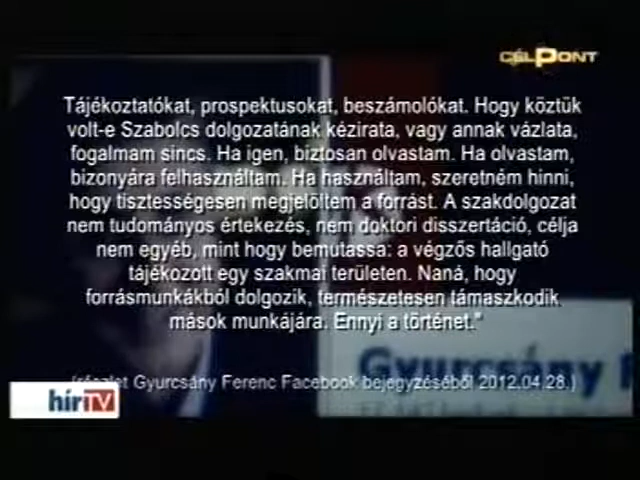 CÉLPONT
Tájékoztatókat, prospektusokat, beszámolókat. Hogy köztük
volt-e Szabolcs dolgozatának kézirata, vagy annak vázlata,
fogalmam sincs. Ha igen, biztosan olvastam. Ha olvastam,
bizonyára felhasználtam. Ha használtam, szeretném hinni,
hogy tisztességesen megjelöltem a forrást. A szakdolgozat
nem tudományos értekezés, nem doktori disszertáció, célja
nem egyéb, mint hogy bemutassa: a végzős hallgató
tájékozott egy szakmai területen. Naná, hogy
forrásmunkákból dolgozik, természetesen támaszkodik
mások munkájára. Ennyi a történet."
Gyurcsány F
(részlet Gyurcsány Ferenc Facebook bejegyzéséből 2012.04.28.)
hírTV